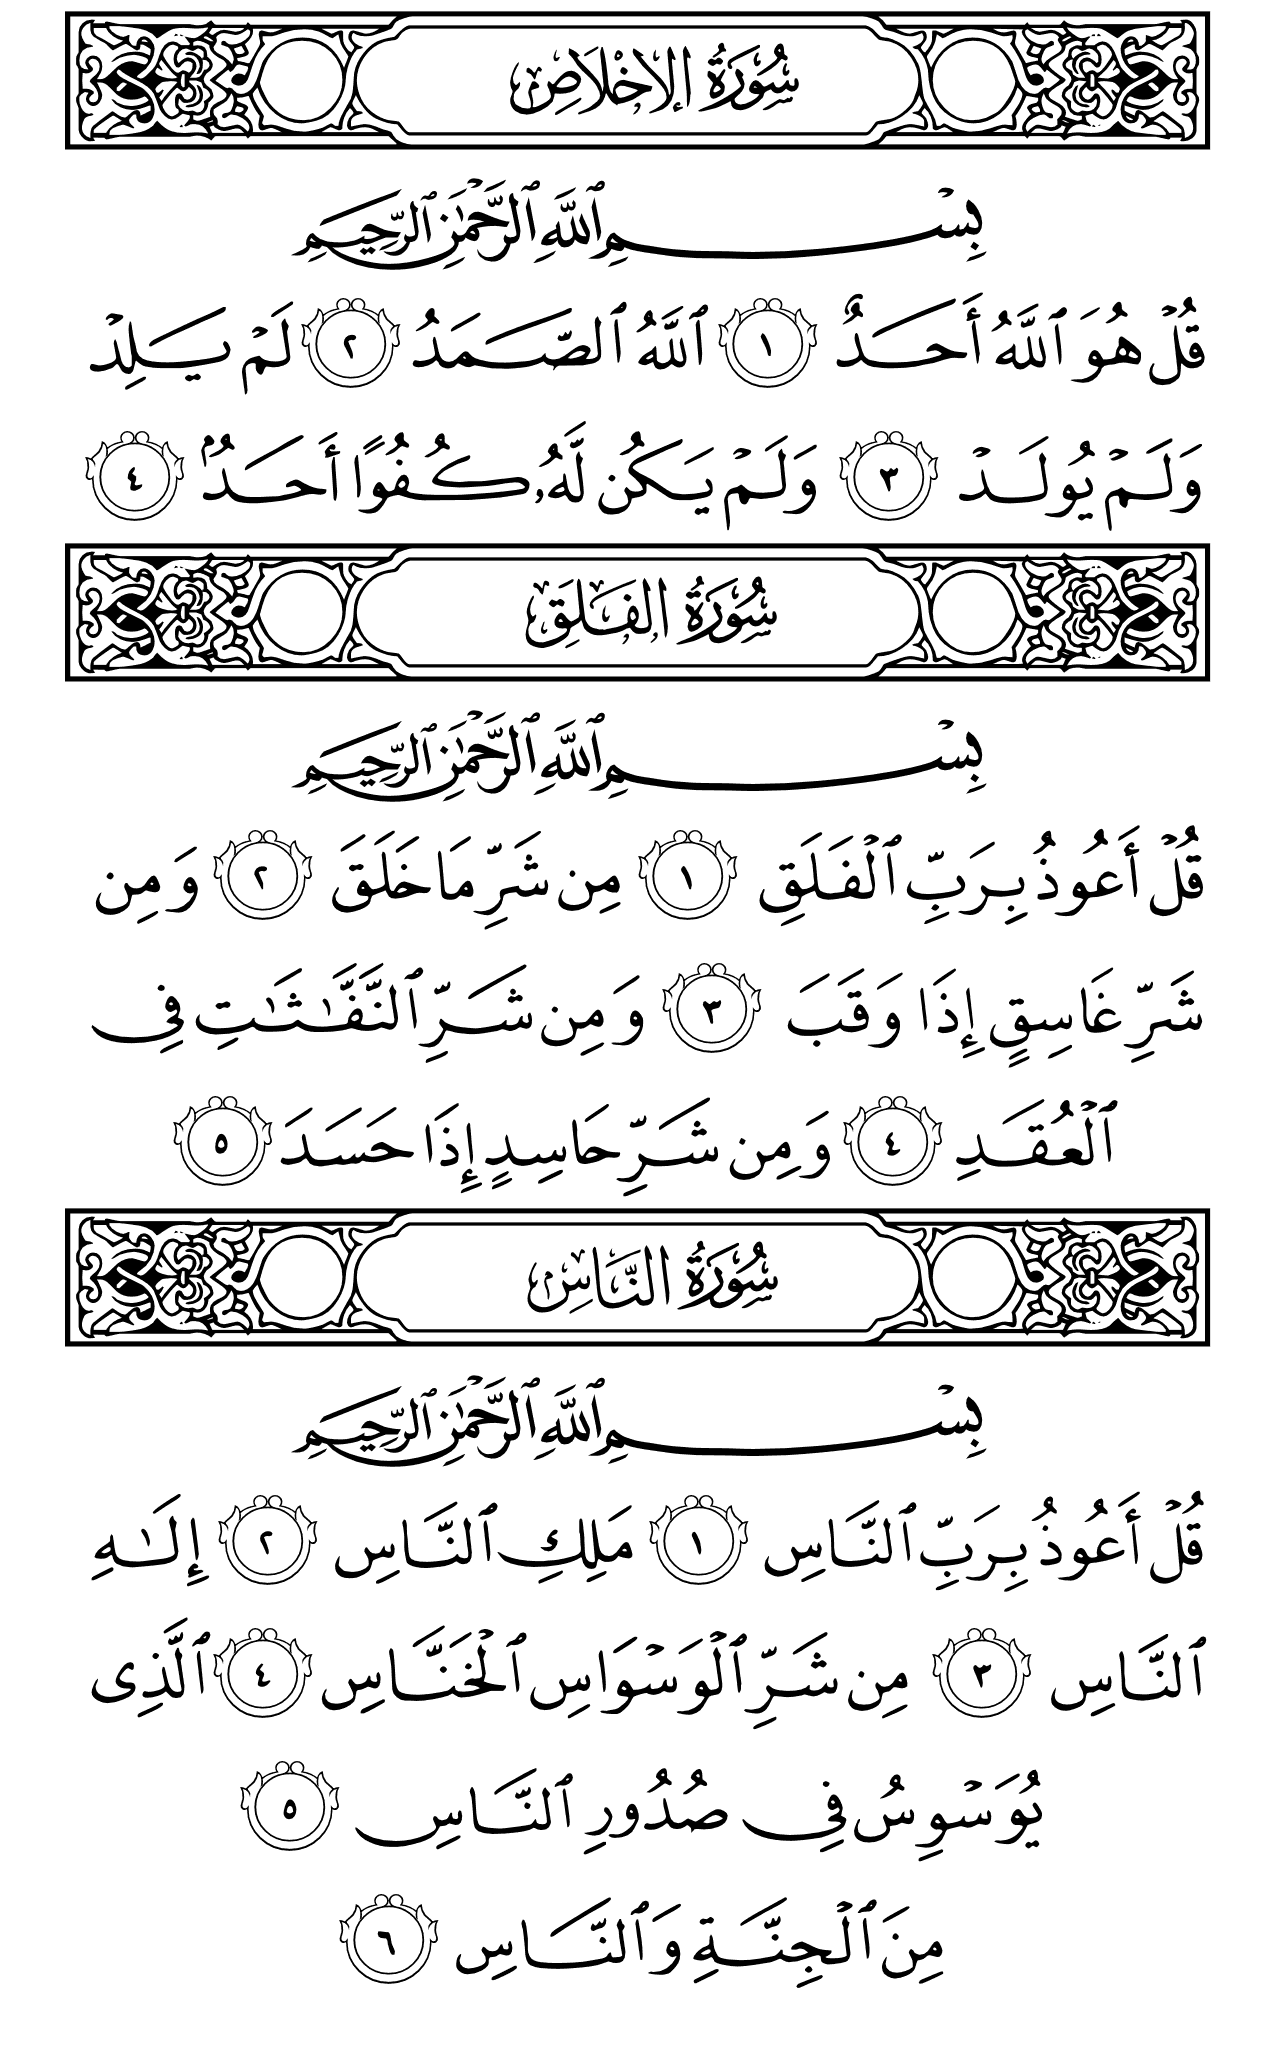 سُورَةُ الإِخْلَاصِ
بِسْمِ ٱللَّهِ ٱلرَّحْمَٰنِ ٱلرَّحِيمِ
قُلْ هُوَ ٱللَّهُ أَحَدٌ ١ ٱللَّهُ ٱلصَّمَدُ ٢ لَمْ يَلِدْ
وَلَمْ يُولَدْ ٣ وَلَمْ يَكُن لَّهُۥ كُفُوًا أَحَدٌۢ ٤
سُورَةُ الفَلَقِ
بِسْمِ ٱللَّهِ ٱلرَّحْمَٰنِ ٱلرَّحِيمِ
قُلْ أَعُوذُ بِرَبِّ ٱلْفَلَقِ ١ مِن شَرِّ مَا خَلَقَ ٢ وَمِن
شَرِّ غَاسِقٍ إِذَا وَقَبَ ٣ وَمِن شَرِّ ٱلنَّفَّٰثَٰتِ فِى
ٱلْعُقَدِ ٤ وَمِن شَرِّ حَاسِدٍ إِذَا حَسَدَ ٥
سُورَةُ النَّاسِ
بِسْمِ ٱللَّهِ ٱلرَّحْمَٰنِ ٱلرَّحِيمِ
قُلْ أَعُوذُ بِرَبِّ ٱلنَّاسِ ١ مَلِكِ ٱلنَّاسِ ٢ إِلَٰهِ
ٱلنَّاسِ ٣ مِن شَرِّ ٱلْوَسْوَاسِ ٱلْخَنَّاسِ ٤ ٱلَّذِى
يُوَسْوِسُ فِى صُدُورِ ٱلنَّاسِ ٥
مِنَ ٱلْجِنَّةِ وَٱلنَّاسِ ٦